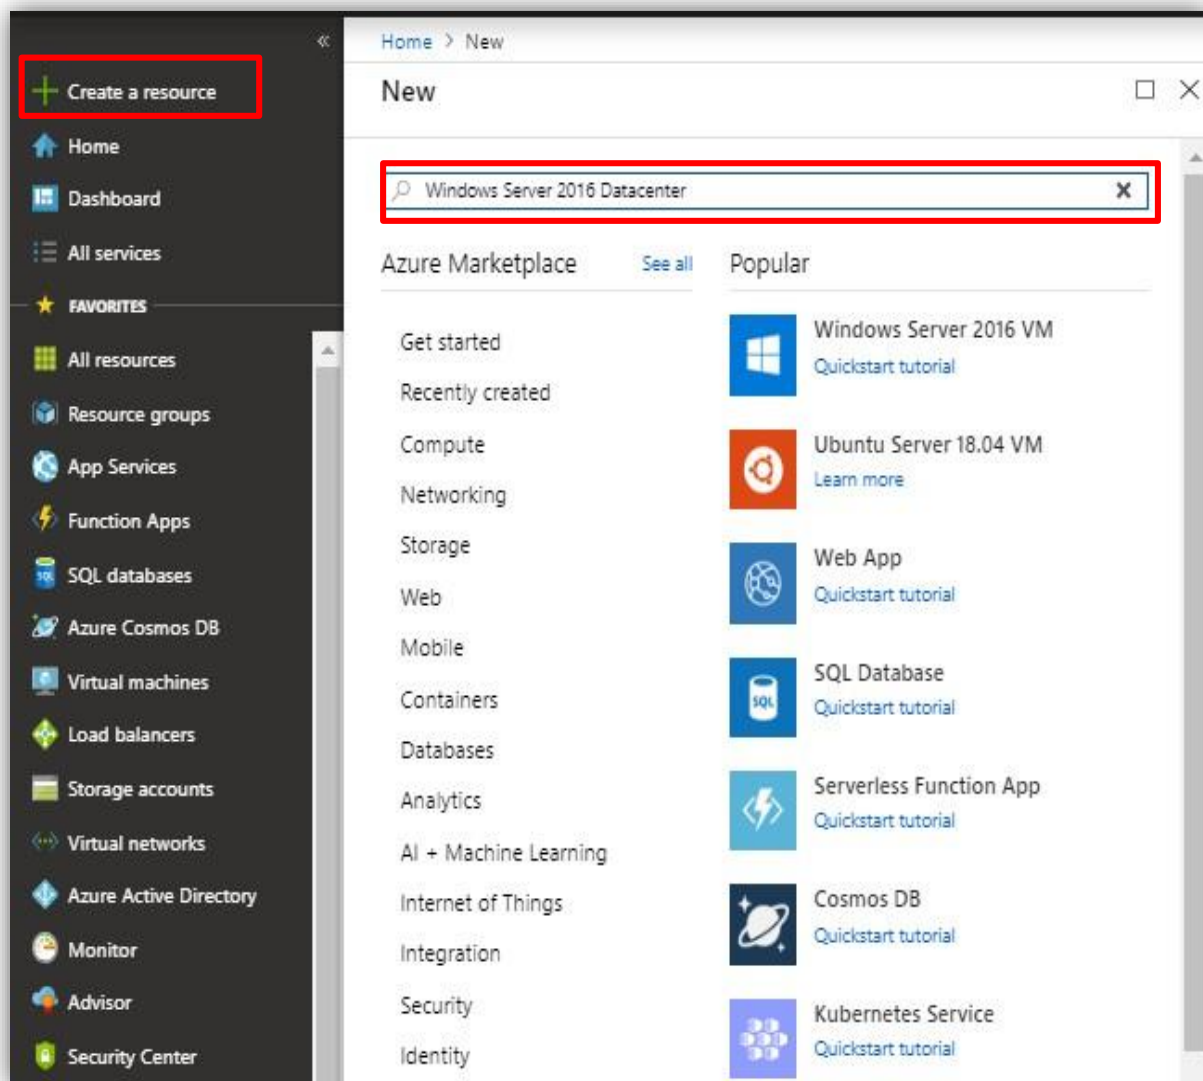 «
Create a resource
Home
Dashboard
All services
FAVORITES
All resources
Resource groups
App Services
Function Apps
SQL databases
Azure Cosmos DB
Virtual machines
Load balancers
Storage accounts
Virtual networks
Azure Active Directory
Monitor
Advisor
Security Center
Home > New
New
Windows Server 2016 Datacenter
Azure Marketplace See all
Get started
Recently created
Compute
Networking
Storage
Web
Mobile
Containers
Databases
Analytics
AI + Machine Learning
Internet of Things
Integration
Security
Identity
Popular
Windows Server 2016 VM
Quickstart tutorial
Ubuntu Server 18.04 VM
Learn more
Web App
Quickstart tutorial
SQL
SQL Database
Quickstart tutorial
Serverless Function App
Quickstart tutorial
Cosmos DB
Quickstart tutorial
Kubernetes Service
Quickstart tutorial